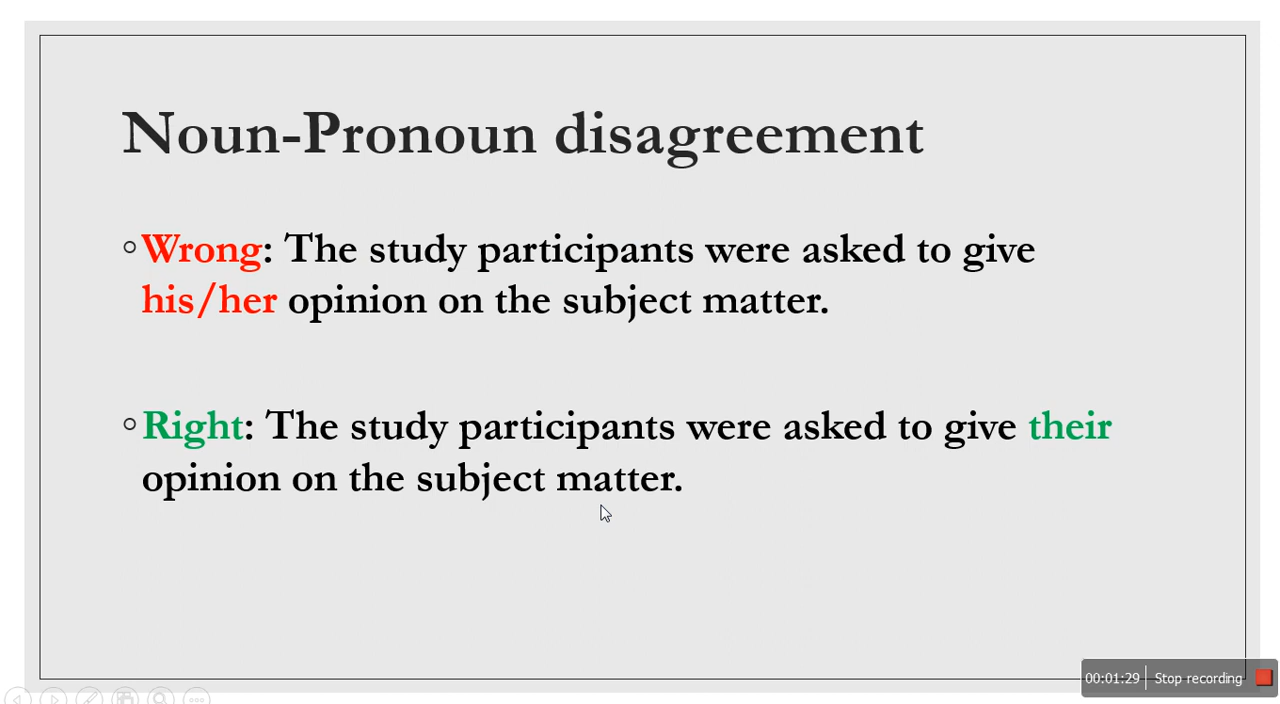 Noun-Pronoun disagreement
Wrong: The study participants were asked to give
his/her opinion on the subject matter.
Right: The study participants were asked to give their
opinion on the subject matter.
00:01:29 Stop recording